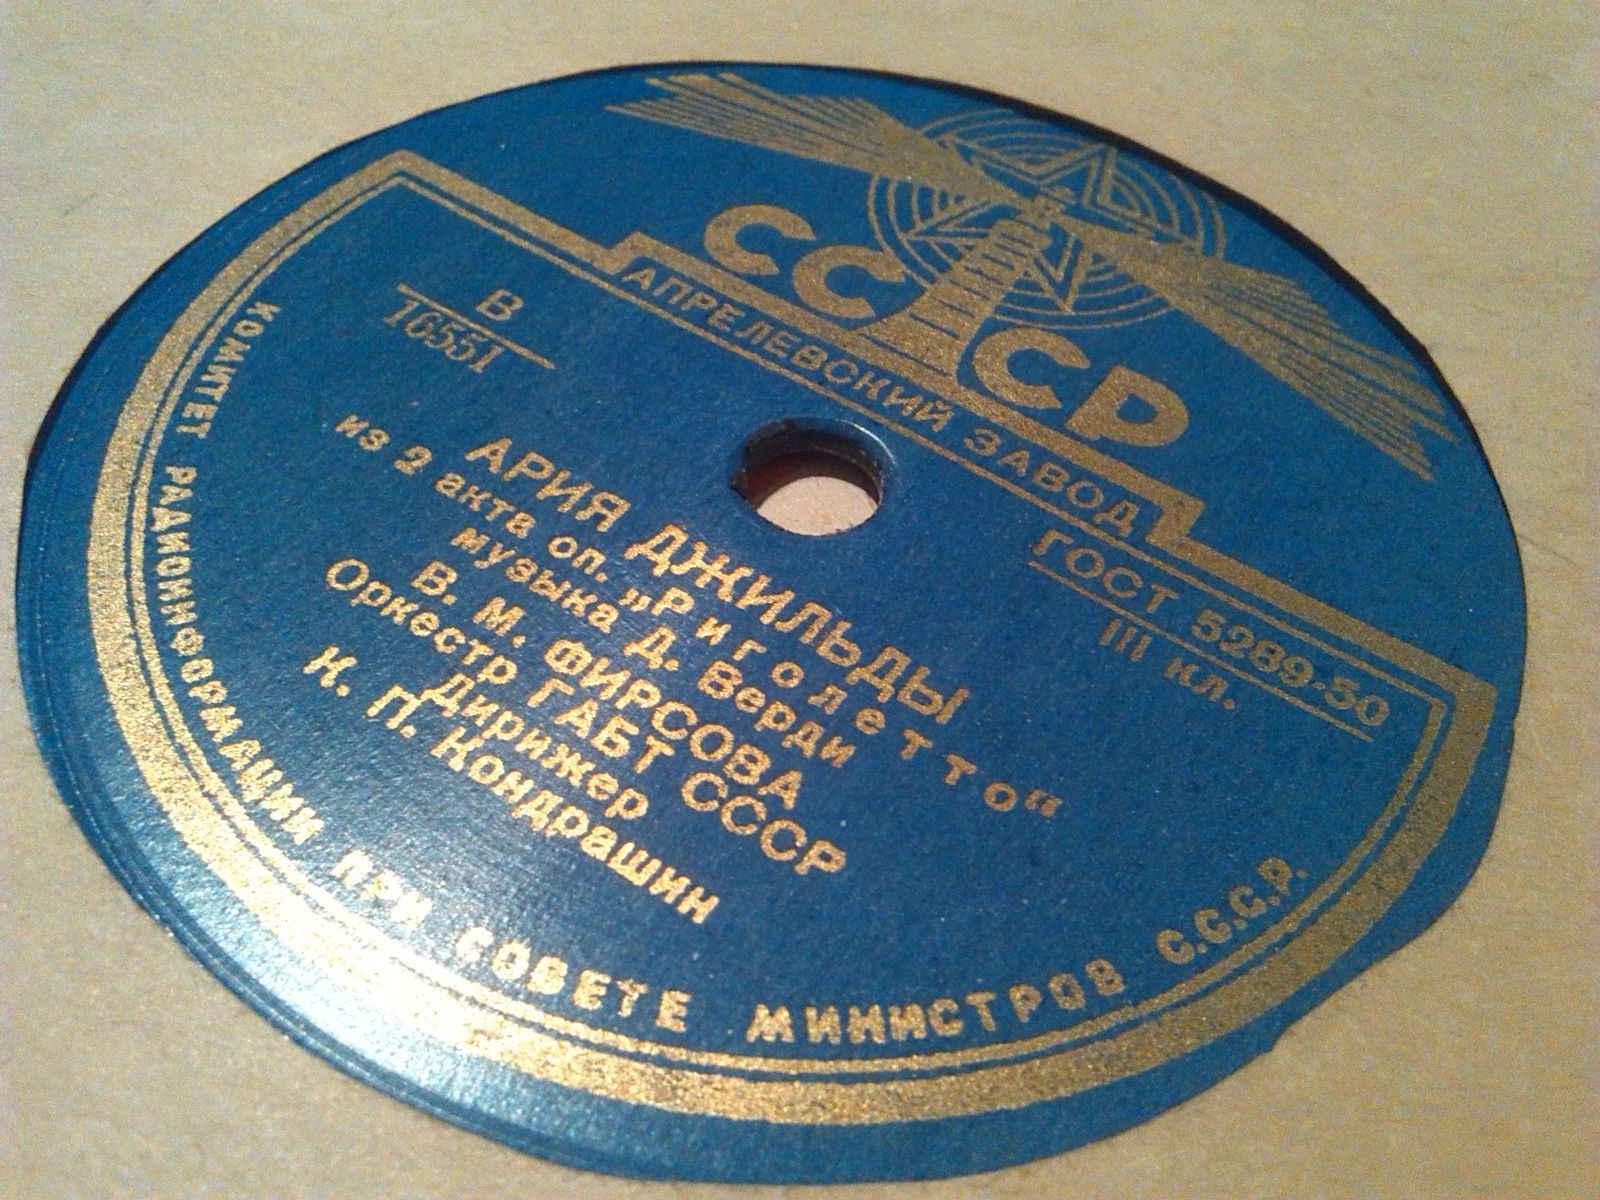 СССР
АПРЕЛЕВСКИЙ ЗАВОД
В
16551
ГОСТ 5289-50
III кл.
АРИЯ ДЖИЛЬДЫ
из 2 акта оп. „Риголетто“
музыка Д. Верди
В. М. ФИРСОВА
Оркестр ГАБТ СССР
Дирижер
К. П. Кондрашин
КОМИТЕТ РАДИОИНФОРМАЦИИ ПРИ СОВЕТЕ МИНИСТРОВ С.С.С.Р.